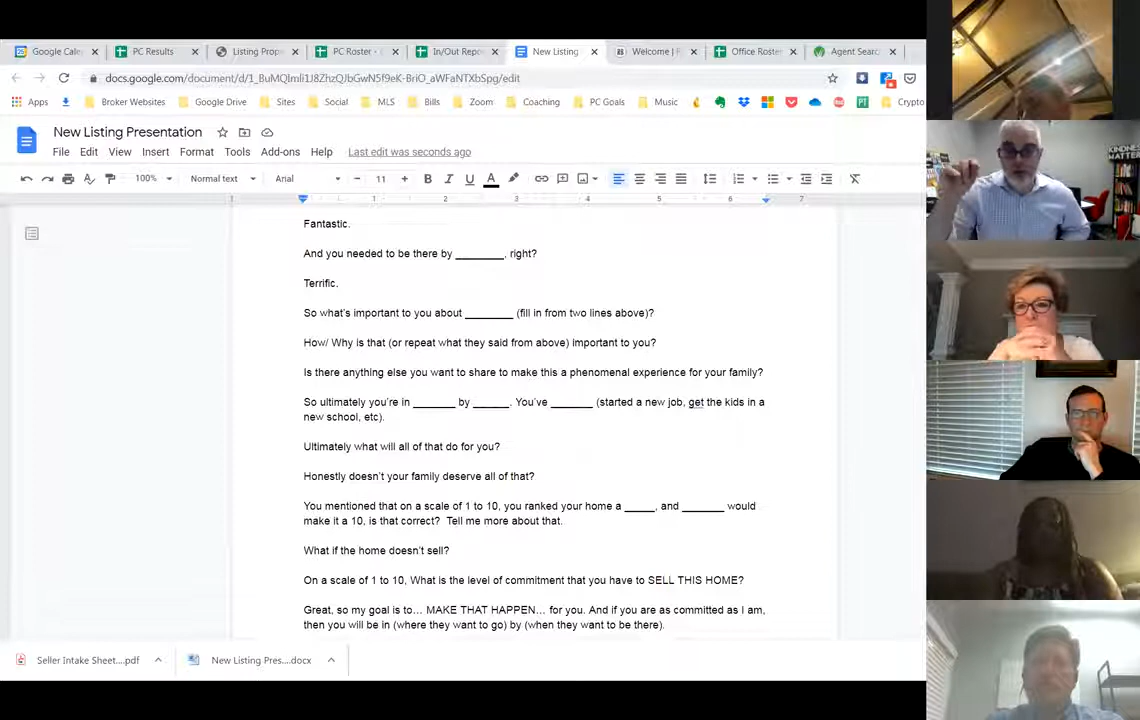 Google Cale
PC Results
Listing Prop
PC Roster -
In/Out Repo
New Listing
Welcome |
Office Roster
Agent Searc
docs.google.com/document/d/1_BuMQlmli1J8ZhzQJbGwN5f9eK-BriO_aWFaNTXbSpg/edit
Apps
Broker Websites
Google Drive
Sites
Social
MLS
Bills
Zoom
Coaching
PC Goals
Music
Crypto
New Listing Presentation
File Edit View Insert Format Tools Add-ons Help Last edit was seconds ago
100% Normal text Arial 11
1 1 2 3 4 5 6 7
Fantastic.
And you needed to be there by ________, right?
Terrific.
So what's important to you about ________ (fill in from two lines above)?
How/ Why is that (or repeat what they said from above) important to you?
Is there anything else you want to share to make this a phenomenal experience for your family?
So ultimately you're in _______ by ______. You've _______ (started a new job, get the kids in a
new school, etc).
Ultimately what will all of that do for you?
Honestly doesn't your family deserve all of that?
You mentioned that on a scale of 1 to 10, you ranked your home a _____, and _______ would
make it a 10, is that correct?  Tell me more about that.
What if the home doesn't sell?
On a scale of 1 to 10, What is the level of commitment that you have to SELL THIS HOME?
Great, so my goal is to… MAKE THAT HAPPEN… for you. And if you are as committed as I am,
then you will be in (where they want to go) by (when they want to be there).
Seller Intake Sheet....pdf
New Listing Pres....docx
KINDNESS
MATTER